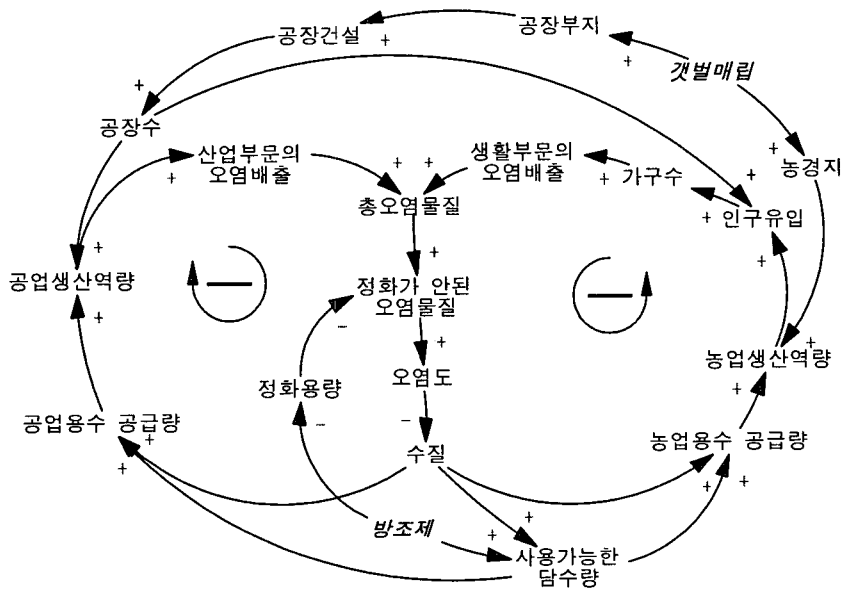 공장부지
공장건설
+
+
갯벌매립
+
공장수
산업부문의
오염배출
+
+
+
생활부문의
오염배출
+
가구수
+
농경지
+
총오염물질
+
인구유입
+
공업생산역량
+
+
정화가 안된
오염물질
+
−
—
—
+
농업생산역량
+
오염도
+
정화용량
−
−
공업용수 공급량
+
+
수질
농업용수 공급량
+
+
+
방조제
+
+
사용가능한
담수량